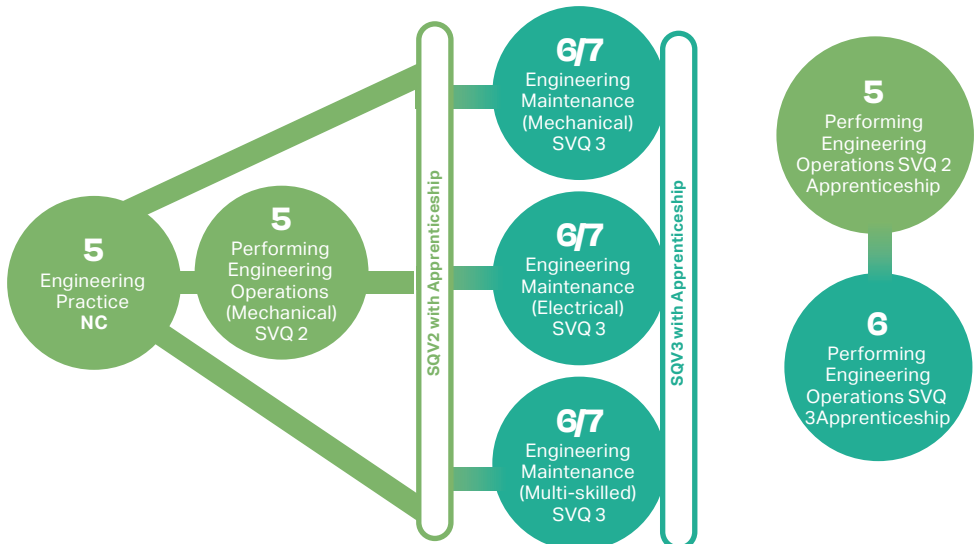 5
Engineering
Practice
NC
5
Performing
Engineering
Operations
(Mechanical)
SVQ 2
SQV2 with Apprenticeship
6/7
Engineering
Maintenance
(Mechanical)
SVQ 3
6/7
Engineering
Maintenance
(Electrical)
SVQ 3
6/7
Engineering
Maintenance
(Multi-skilled)
SVQ 3
SQV3 with Apprenticeship
5
Performing
Engineering
Operations SVQ 2
Apprenticeship
6
Performing
Engineering
Operations SVQ
3Apprenticeship